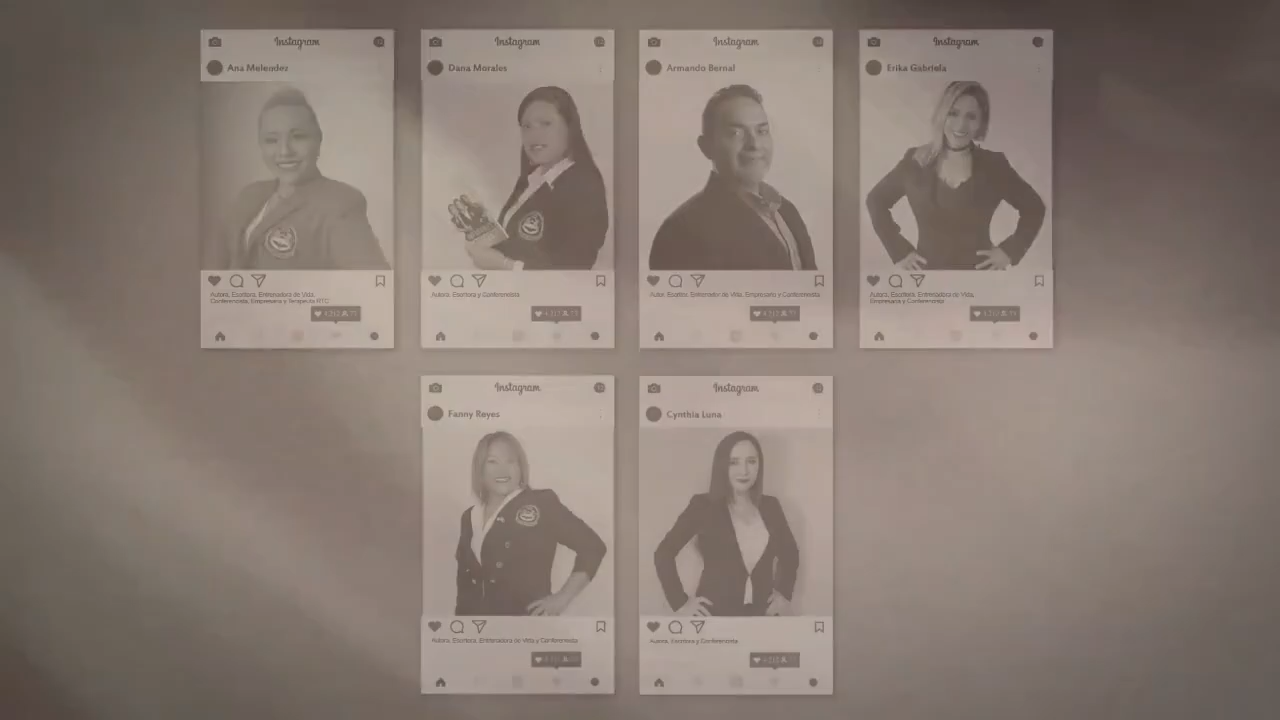 Instagram
Ana Melendez
Autora, Escritora, Entrenadora de Vida,
Conferencista, Empresaria y Terapeuta RTC
Instagram
Dana Morales
Autora, Escritora y Conferencista
Instagram
Armando Bernal
Autor, Escritor, Entrenador de Vida, Empresario y Conferencista
Instagram
Erika Gabriela
Autora, Escritora, Entrenadora de Vida,
Empresaria y Conferencista
Instagram
Fanny Reyes
Autora, Escritora, Entrenadora de Vida y Conferencista
Instagram
Cynthia Luna
Autora, Escritora y Conferencista